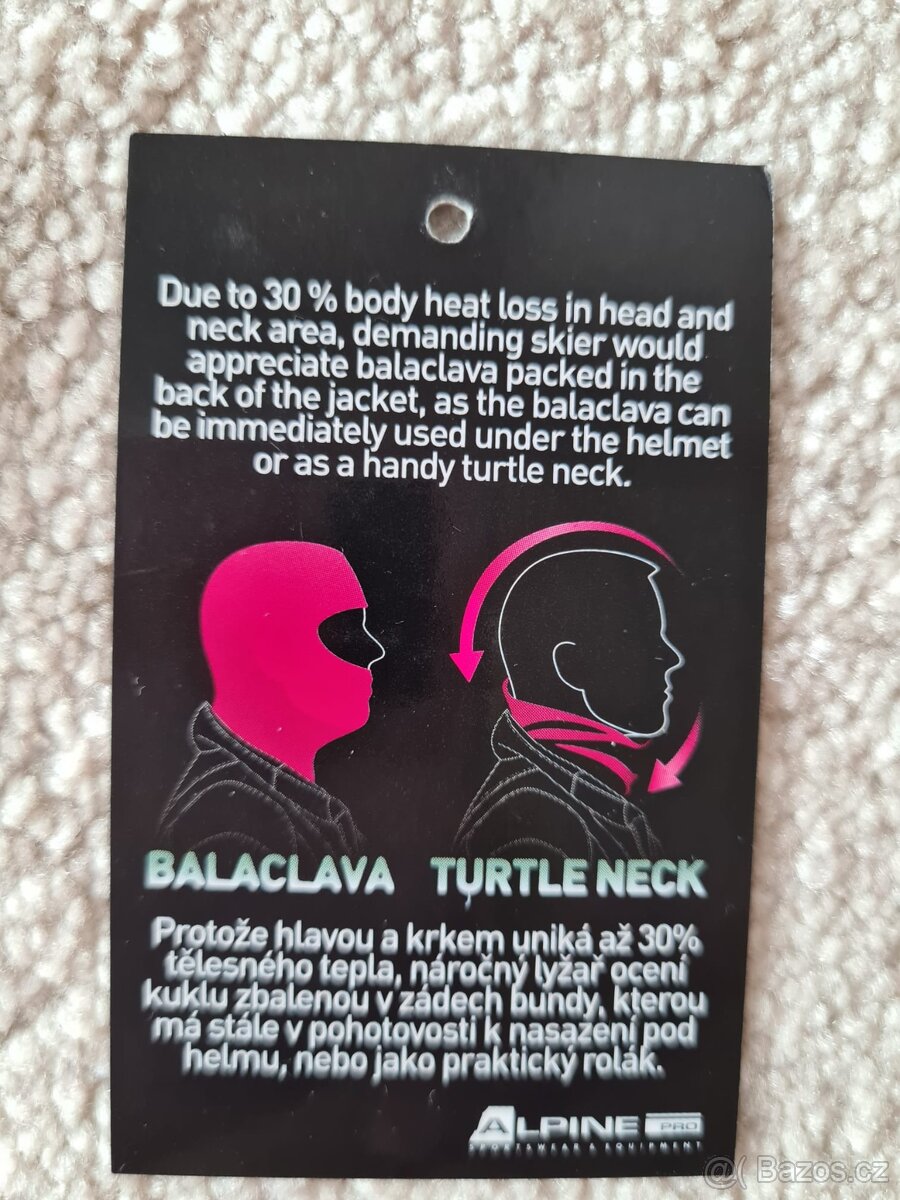 Due to 30 % body heat loss in head and
neck area, demanding skier would
appreciate balaclava packed in the
back of the jacket, as the balaclava can
be immediately used under the helmet
or as a handy turtle neck.
BALACLAVA TURTLE NECK
Protože hlavou a krkem uniká až 30%
tělesného tepla, náročný lyžař ocení
kuklu zbalenou v zádech bundy, kterou
má stále v pohotovosti k nasazení pod
helmu, nebo jako praktický rolák.
ALPINE PRO
SPORTSWEAR & EQUIPMENT
@( Bazos.cz